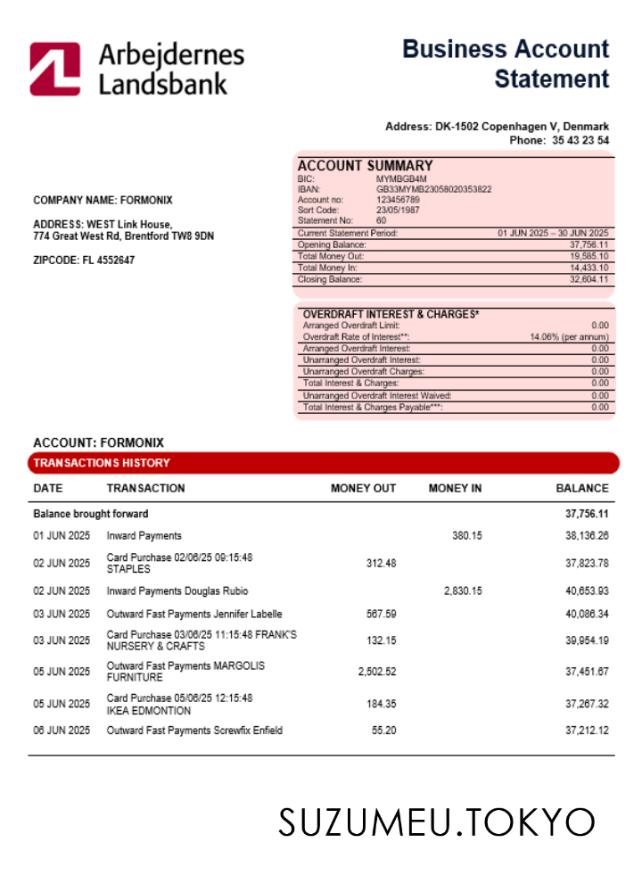 Arbejdernes
Landsbank
Business Account
Statement
Address: DK-1502 Copenhagen V, Denmark
Phone: 35 43 23 54
COMPANY NAME: FORMONIX
ADDRESS: WEST Link House,
774 Great West Rd, Brentford TW8 9DN
ZIPCODE: FL 4552647
ACCOUNT SUMMARY
BIC: MYMBGB4M
IBAN: GB33MYMB23058020353822
Account no: 123456789
Sort Code: 23/05/1987
Statement No: 60
Current Statement Period: 01 JUN 2025 – 30 JUN 2025
Opening Balance: 37,756.11
Total Money Out: 19,585.10
Total Money In: 14,433.10
Closing Balance: 32,604.11
OVERDRAFT INTEREST & CHARGES*
Arranged Overdraft Limit: 0.00
Overdraft Rate of Interest**: 14.06% (per annum)
Arranged Overdraft Interest: 0.00
Unarranged Overdraft Interest: 0.00
Unarranged Overdraft Charges: 0.00
Total Interest & Charges: 0.00
Unarranged Overdraft Interest Waived: 0.00
Total Interest & Charges Payable***: 0.00
ACCOUNT: FORMONIX
TRANSACTIONS HISTORY
DATE TRANSACTION MONEY OUT MONEY IN BALANCE
Balance brought forward 37,756.11
01 JUN 2025 Inward Payments 380.15 38,136.26
02 JUN 2025 Card Purchase 02/06/25 09:15:48 312.48 37,823.78
STAPLES
02 JUN 2025 Inward Payments Douglas Rubio 2,830.15 40,653.93
03 JUN 2025 Outward Fast Payments Jennifer Labelle 567.59 40,086.34
03 JUN 2025 Card Purchase 03/06/25 11:15:48 FRANK'S 132.15 39,954.19
NURSERY & CRAFTS
05 JUN 2025 Outward Fast Payments MARGOLIS 2,502.52 37,451.67
FURNITURE
05 JUN 2025 Card Purchase 05/06/25 12:15:48 184.35 37,267.32
IKEA EDMONTION
06 JUN 2025 Outward Fast Payments Screwfix Enfield 55.20 37,212.12
SUZUMEU.TOKYO